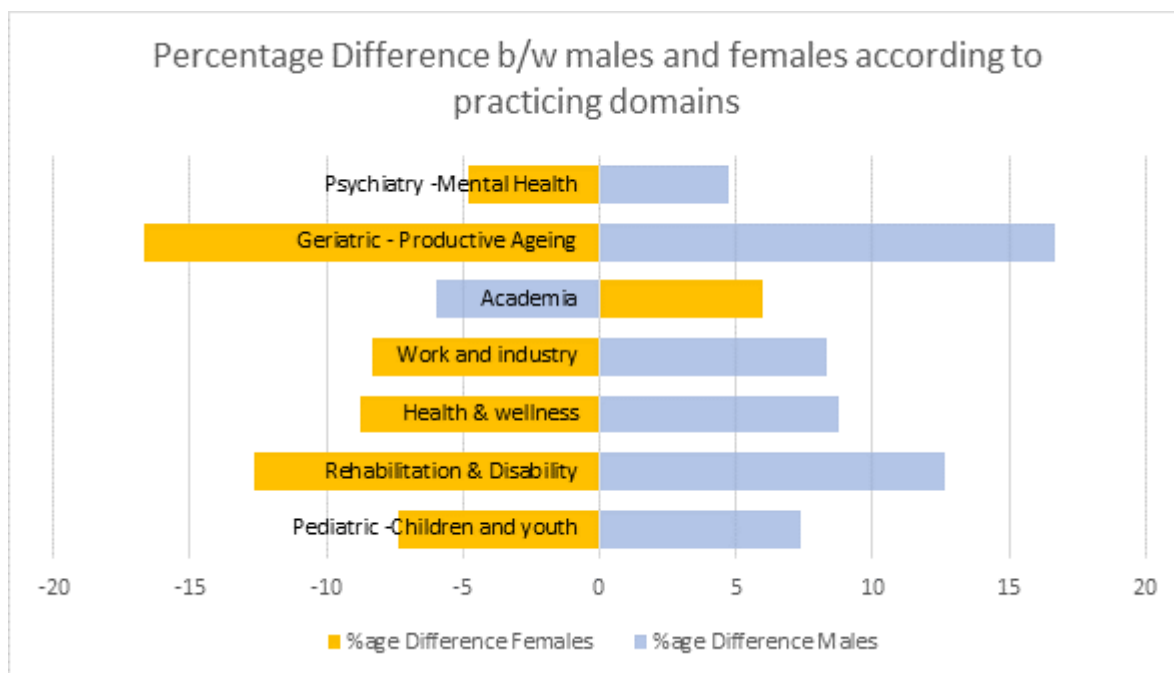 Percentage Difference b/w males and females according to
practicing domains
Psychiatry -Mental Health
Geriatric - Productive Ageing
Academia
Work and industry
Health & wellness
Rehabilitation & Disability
Pediatric -Children and youth
-20 -15 -10 -5 0 5 10 15 20
%age Difference Females %age Difference Males